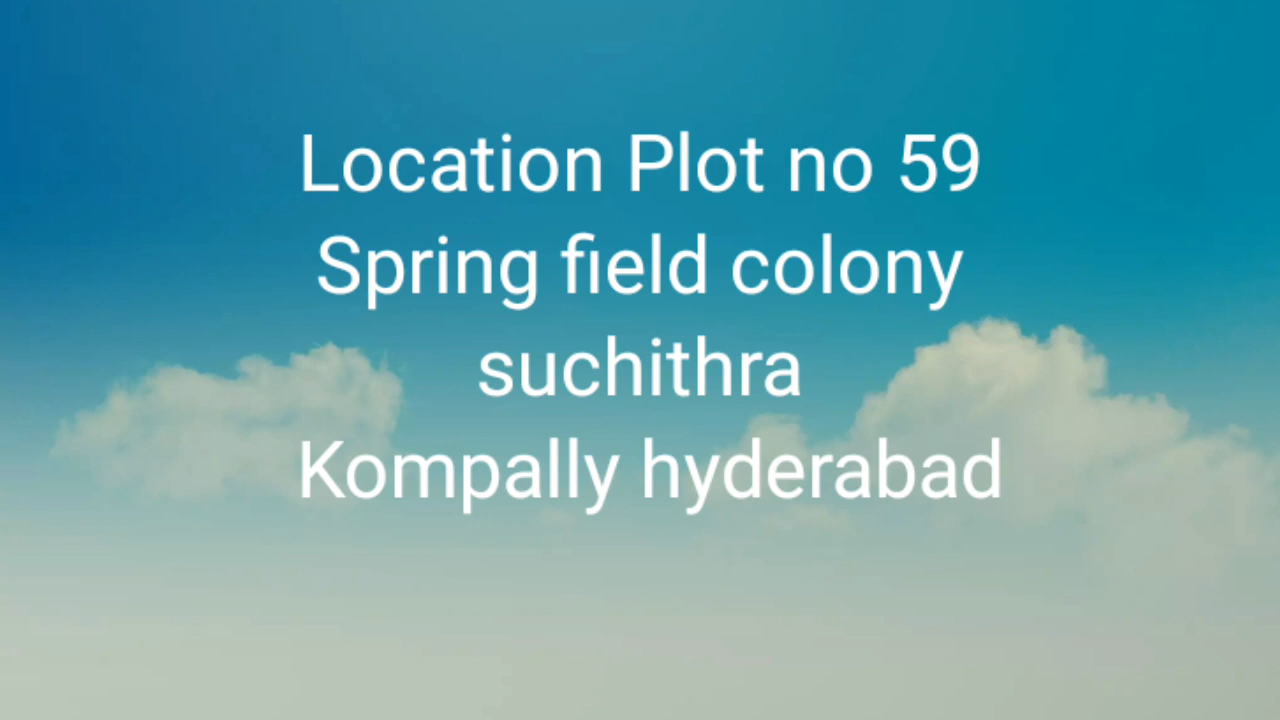 Location Plot no 59
Spring field colony
suchithra
Kompally hyderabad